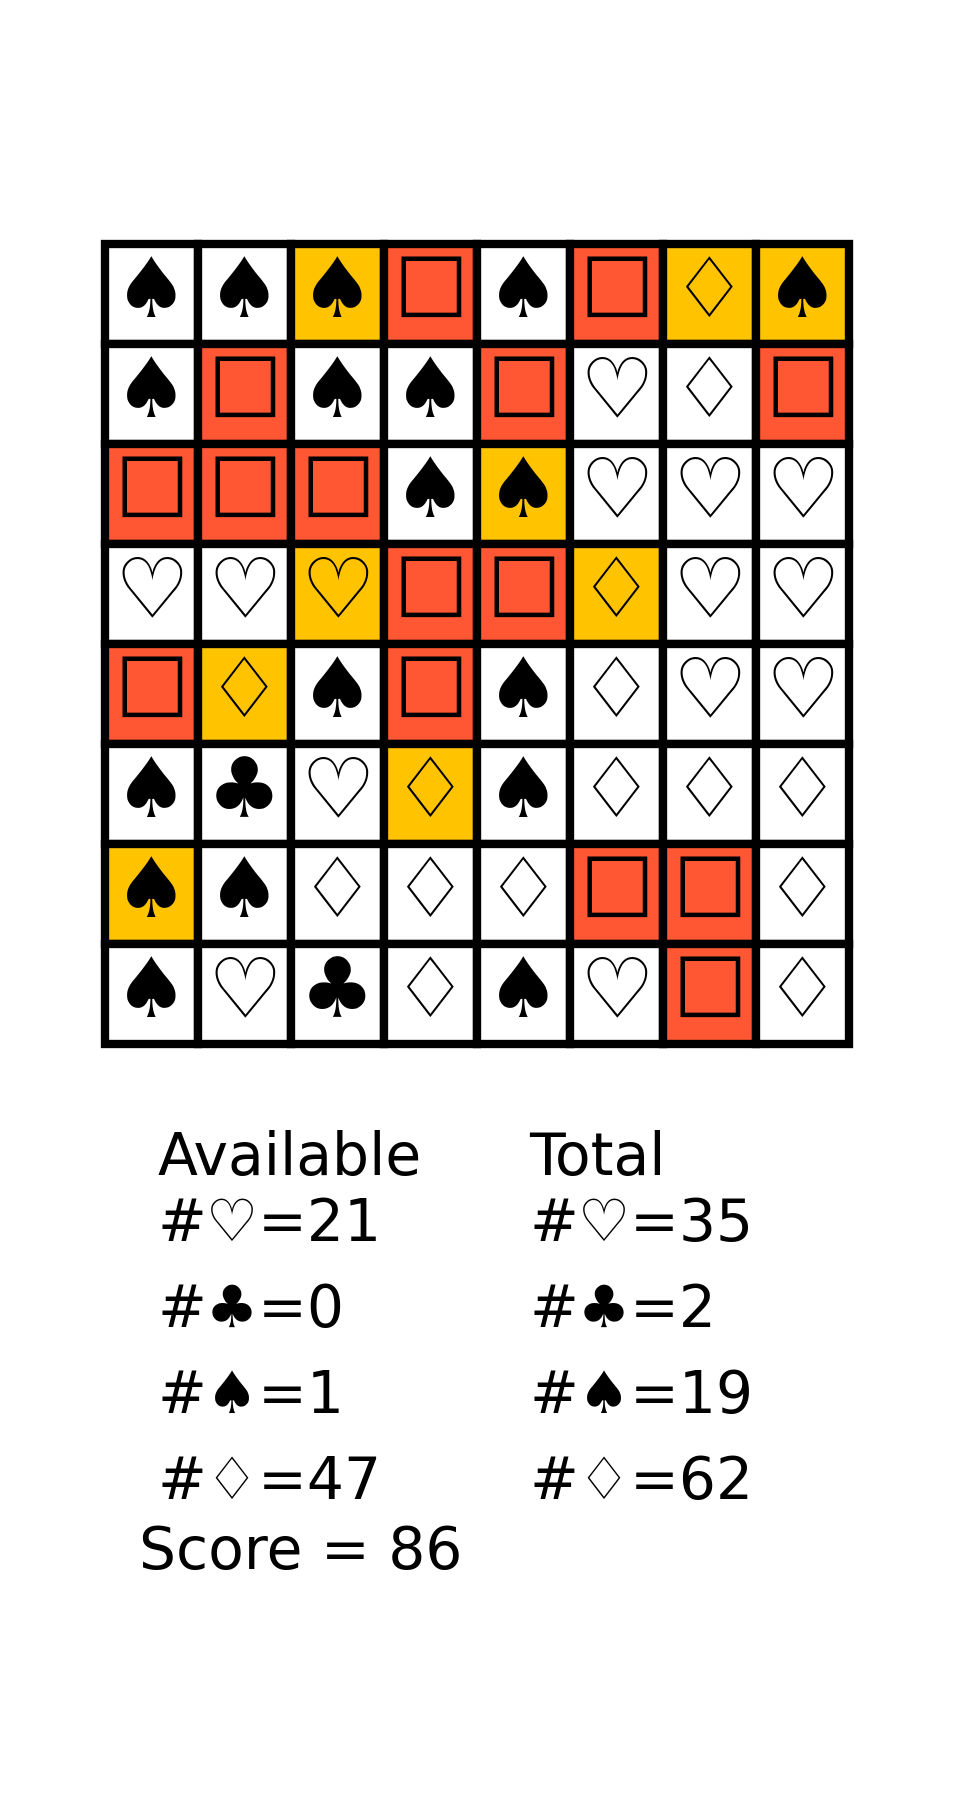 ♠ ♠ ♠ □ ♠ □ ♢ ♠
♠ □ ♠ ♠ □ ♡ ♢ □
□ □ □ ♠ ♠ ♡ ♡ ♡
♡ ♡ ♡ □ □ ♢ ♡ ♡
□ ♢ ♠ □ ♠ ♢ ♡ ♡
♠ ♣ ♡ ♢ ♠ ♢ ♢ ♢
♠ ♠ ♢ ♢ ♢ □ □ ♢
♠ ♡ ♣ ♢ ♠ ♡ □ ♢
Available Total
#♡=21 #♡=35
#♣=0 #♣=2
#♠=1 #♠=19
#♢=47 #♢=62
Score = 86